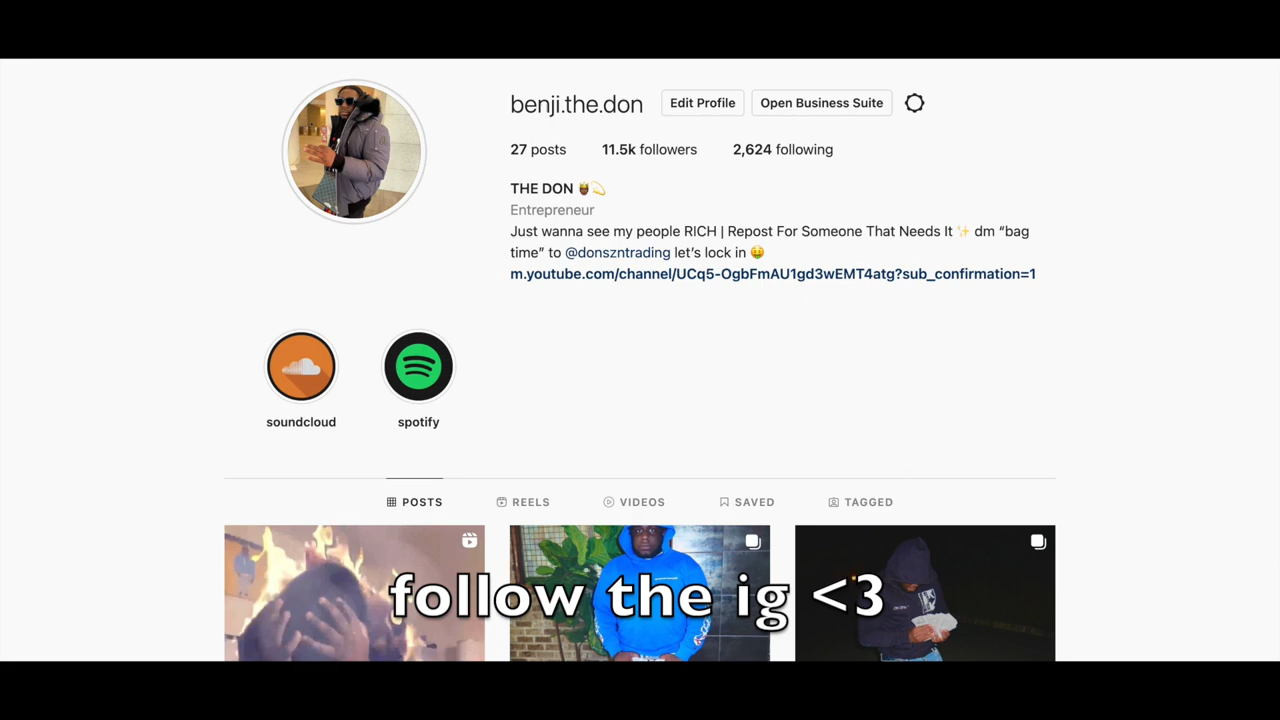 benji.the.don Edit Profile Open Business Suite
27 posts 11.5k followers 2,624 following
THE DON 🤴🏿💫
Entrepreneur
Just wanna see my people RICH | Repost For Someone That Needs It ✨ dm “bag
time” to @donszntrading let’s lock in 🤑
m.youtube.com/channel/UCq5-OgbFmAU1gd3wEMT4atg?sub_confirmation=1
soundcloud spotify
POSTS REELS VIDEOS SAVED TAGGED
follow the ig <3